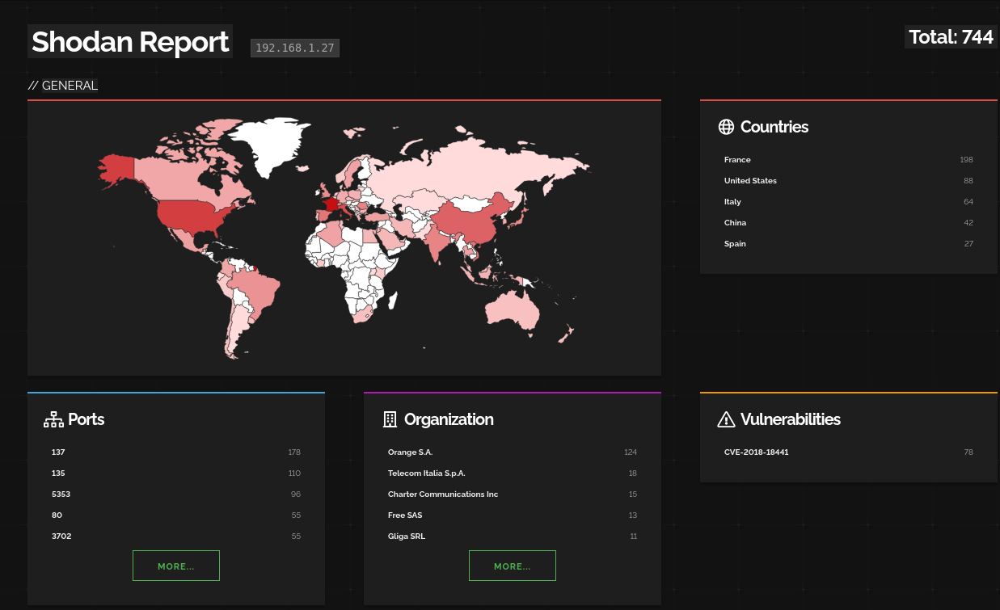 Shodan Report
192.168.1.27
Total: 744
// GENERAL
Countries
France 198
United States 88
Italy 64
China 42
Spain 27
Ports
137 178
135 110
5353 96
80 55
3702 55
MORE...
Organization
Orange S.A. 124
Telecom Italia S.p.A. 18
Charter Communications Inc 15
Free SAS 13
Gliga SRL 11
MORE...
Vulnerabilities
CVE-2018-18441 78